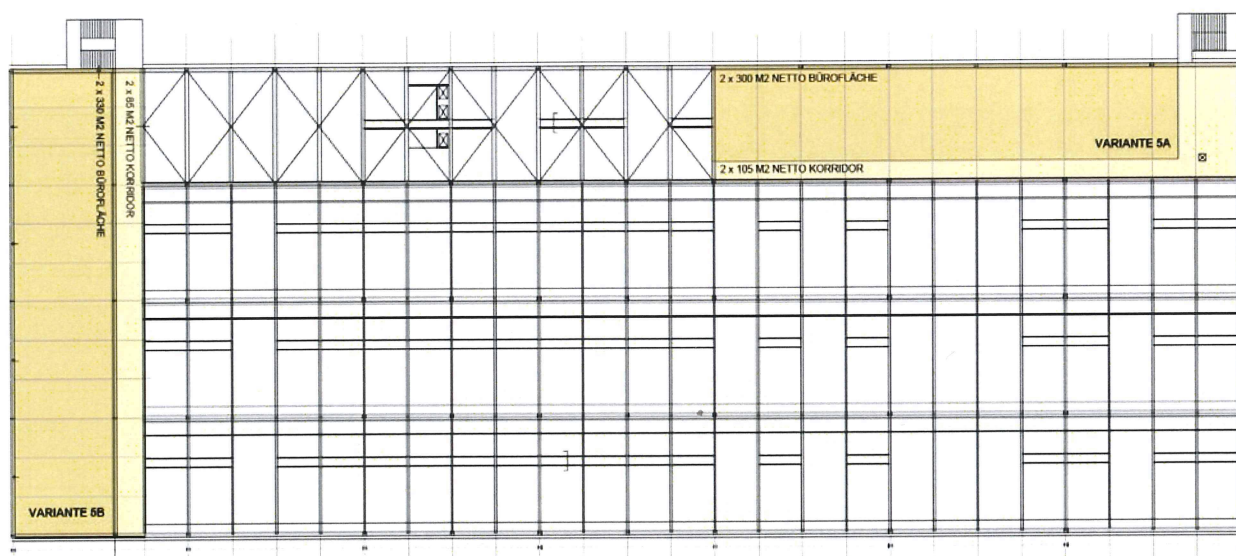 2 x 300 M2 NETTO BÜROFLÄCHE
VARIANTE 5A
2 x 105 M2 NETTO KORRIDOR
2 x 85 M2 NETTO KORRIDOR
2 x 330 M2 NETTO BÜROFLÄCHE
VARIANTE 5B